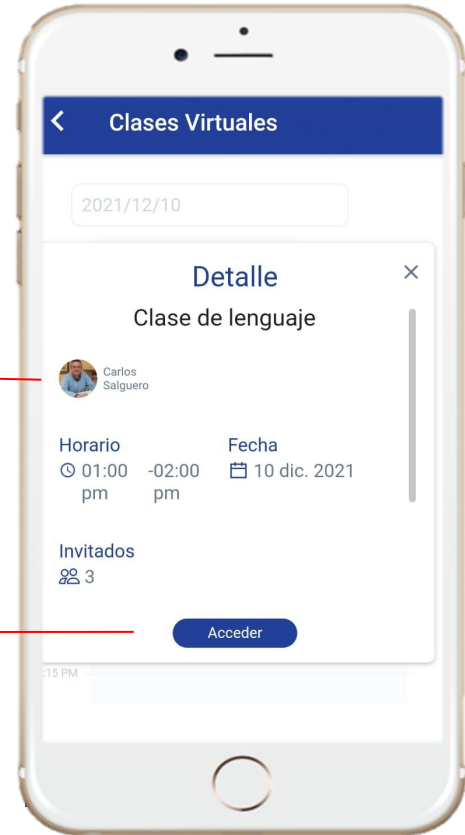 Clases Virtuales
2021/12/10
Detalle
Clase de lenguaje
Carlos
Salguero
Horario
Fecha
01:00 -02:00
10 dic. 2021
pm pm
Invitados
3
Acceder
:15 PM